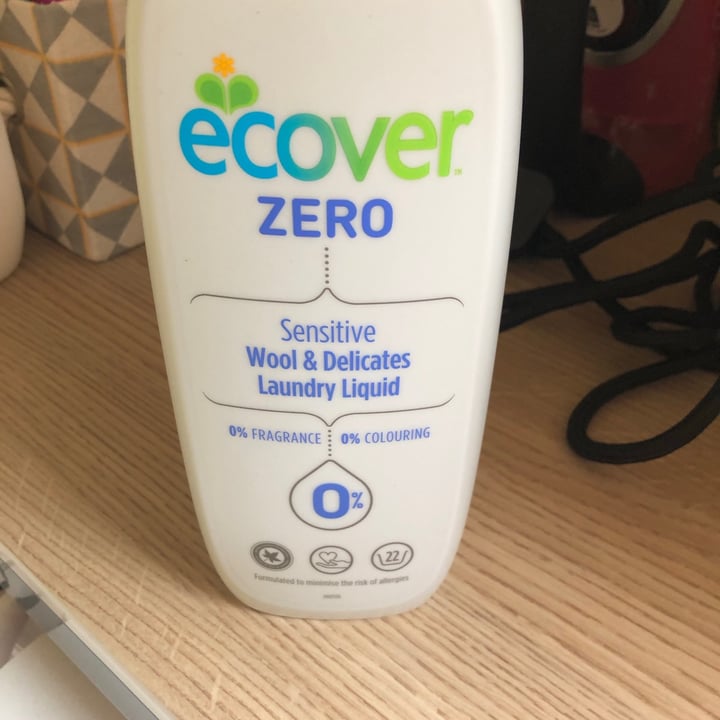 ecover™
ZERO
Sensitive
Wool & Delicates
Laundry Liquid
0% FRAGRANCE 0% COLOURING
0%
22
Formulated to minimise the risk of allergies